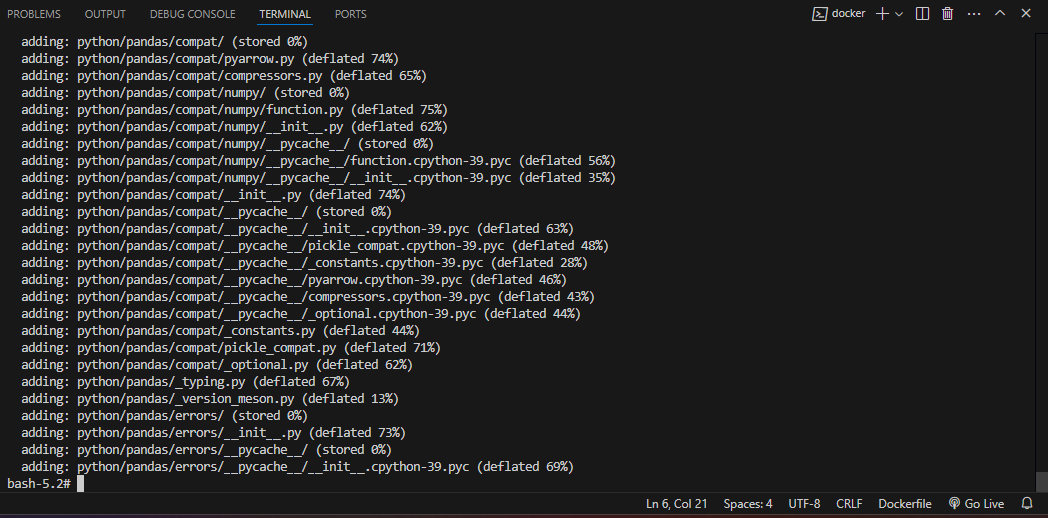 PROBLEMS OUTPUT DEBUG CONSOLE TERMINAL PORTS docker
adding: python/pandas/compat/ (stored 0%)
adding: python/pandas/compat/pyarrow.py (deflated 74%)
adding: python/pandas/compat/compressors.py (deflated 65%)
adding: python/pandas/compat/numpy/ (stored 0%)
adding: python/pandas/compat/numpy/function.py (deflated 75%)
adding: python/pandas/compat/numpy/__init__.py (deflated 62%)
adding: python/pandas/compat/numpy/__pycache__/ (stored 0%)
adding: python/pandas/compat/numpy/__pycache__/function.cpython-39.pyc (deflated 56%)
adding: python/pandas/compat/numpy/__pycache__/__init__.cpython-39.pyc (deflated 35%)
adding: python/pandas/compat/__init__.py (deflated 74%)
adding: python/pandas/compat/__pycache__/ (stored 0%)
adding: python/pandas/compat/__pycache__/__init__.cpython-39.pyc (deflated 63%)
adding: python/pandas/compat/__pycache__/pickle_compat.cpython-39.pyc (deflated 48%)
adding: python/pandas/compat/__pycache__/_constants.cpython-39.pyc (deflated 28%)
adding: python/pandas/compat/__pycache__/pyarrow.cpython-39.pyc (deflated 46%)
adding: python/pandas/compat/__pycache__/compressors.cpython-39.pyc (deflated 43%)
adding: python/pandas/compat/__pycache__/_optional.cpython-39.pyc (deflated 44%)
adding: python/pandas/compat/_constants.py (deflated 44%)
adding: python/pandas/compat/pickle_compat.py (deflated 71%)
adding: python/pandas/compat/_optional.py (deflated 62%)
adding: python/pandas/_typing.py (deflated 67%)
adding: python/pandas/_version_meson.py (deflated 13%)
adding: python/pandas/errors/ (stored 0%)
adding: python/pandas/errors/__init__.py (deflated 73%)
adding: python/pandas/errors/__pycache__/ (stored 0%)
adding: python/pandas/errors/__pycache__/__init__.cpython-39.pyc (deflated 69%)
bash-5.2#
Ln 6, Col 21 Spaces: 4 UTF-8 CRLF Dockerfile Go Live